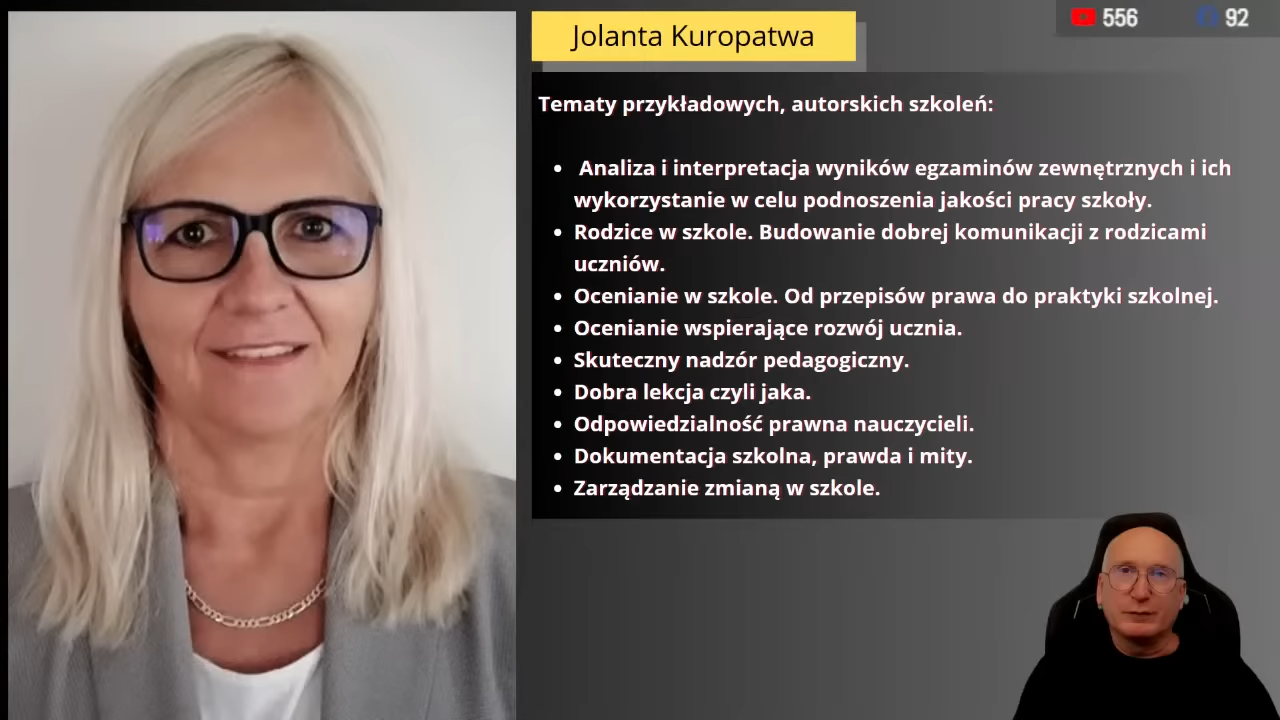 Jolanta Kuropatwa
556
92
Tematy przykładowych, autorskich szkoleń:
• Analiza i interpretacja wyników egzaminów zewnętrznych i ich
wykorzystanie w celu podnoszenia jakości pracy szkoły.
• Rodzice w szkole. Budowanie dobrej komunikacji z rodzicami
uczniów.
• Ocenianie w szkole. Od przepisów prawa do praktyki szkolnej.
• Ocenianie wspierające rozwój ucznia.
• Skuteczny nadzór pedagogiczny.
• Dobra lekcja czyli jaka.
• Odpowiedzialność prawna nauczycieli.
• Dokumentacja szkolna, prawda i mity.
• Zarządzanie zmianą w szkole.